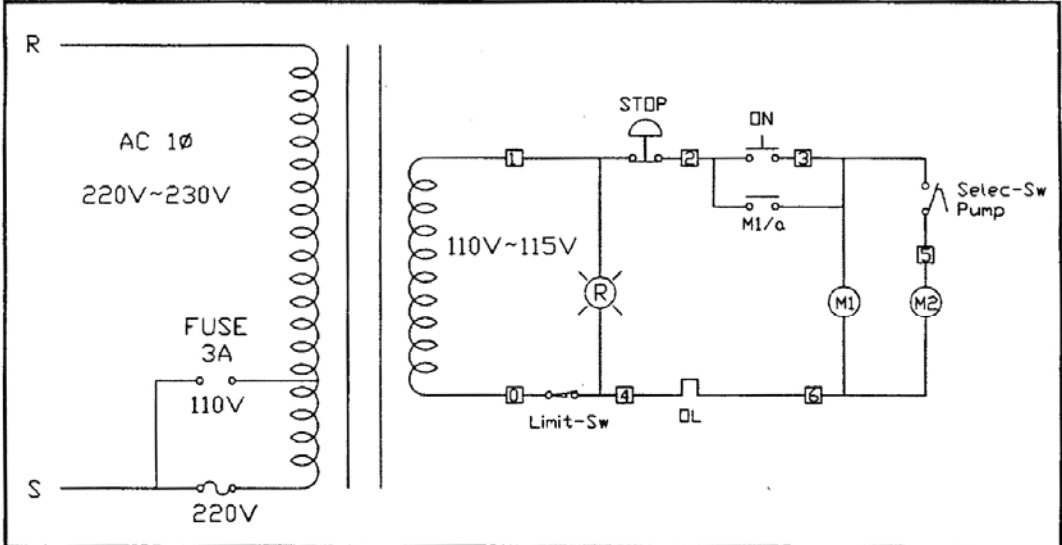 R
AC 1ø
220V~230V
FUSE
3A
110V
S
220V
110V~115V
1
STOP
2
ON
3
M1/a
Selec-Sw
Pump
5
R
M1
M2
0
Limit-Sw
4
OL
6